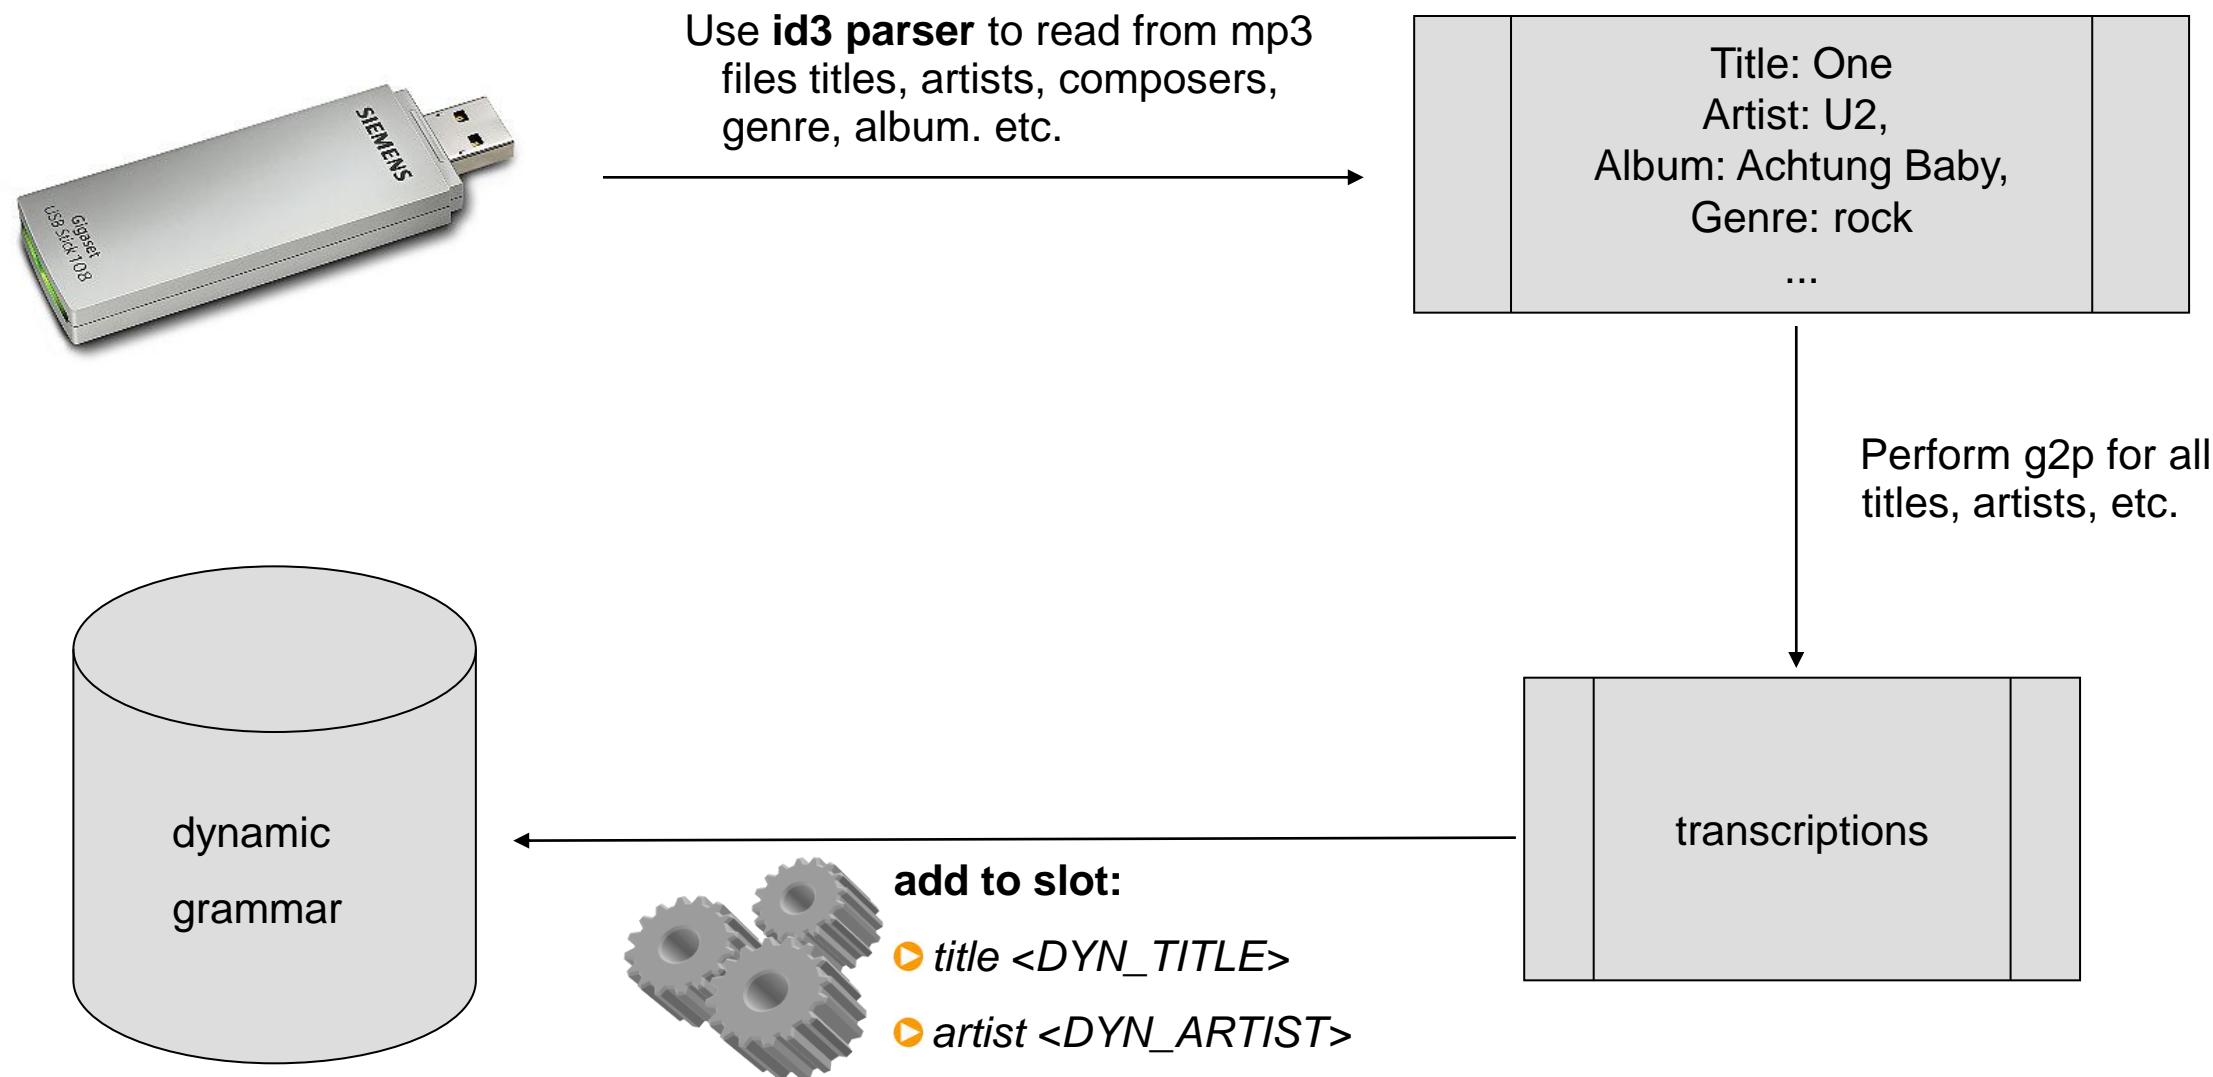 Use id3 parser to read from mp3
files titles, artists, composers,
genre, album. etc.
SIEMENS
Gigaset
USB Stick 108
Title: One
Artist: U2,
Album: Achtung Baby,
Genre: rock
...
Perform g2p for all
titles, artists, etc.
transcriptions
add to slot:
title <DYN_TITLE>
artist <DYN_ARTIST>
dynamic
grammar